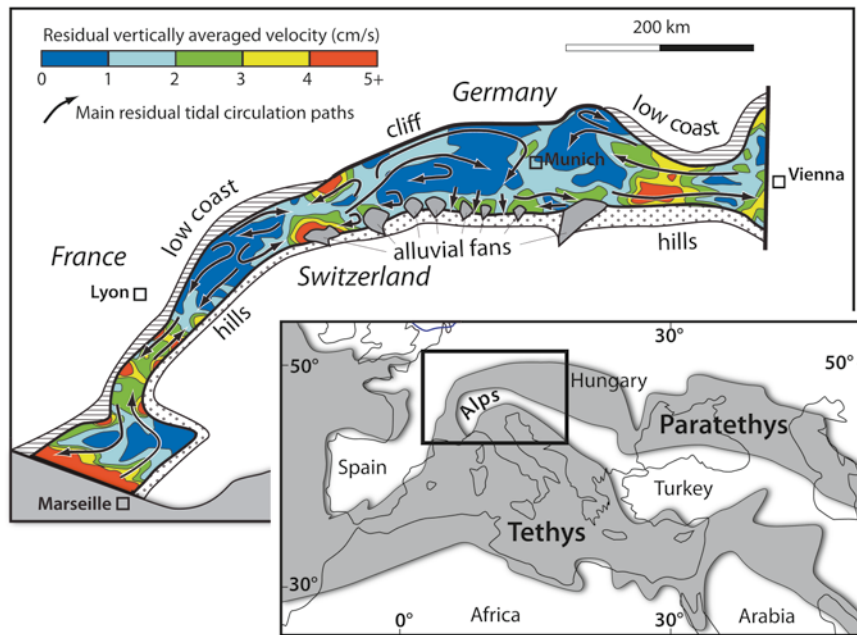 Residual vertically averaged velocity (cm/s)
0 1 2 3 4 5+
Main residual tidal circulation paths
200 km
Germany
cliff
low coast
Munich
Vienna
low coast
France
alluvial fans
hills
Switzerland
Lyon
hills
Marseille
30°
50°
50°
Hungary
Alps
Paratethys
Spain
Turkey
Tethys
30°
0°
Africa
30°
Arabia